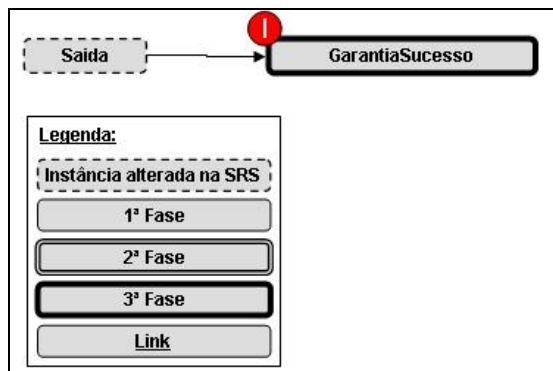 I
Saida
GarantiaSucesso
Legenda:
Instância alterada na SRS
1ª Fase
2ª Fase
3ª Fase
Link